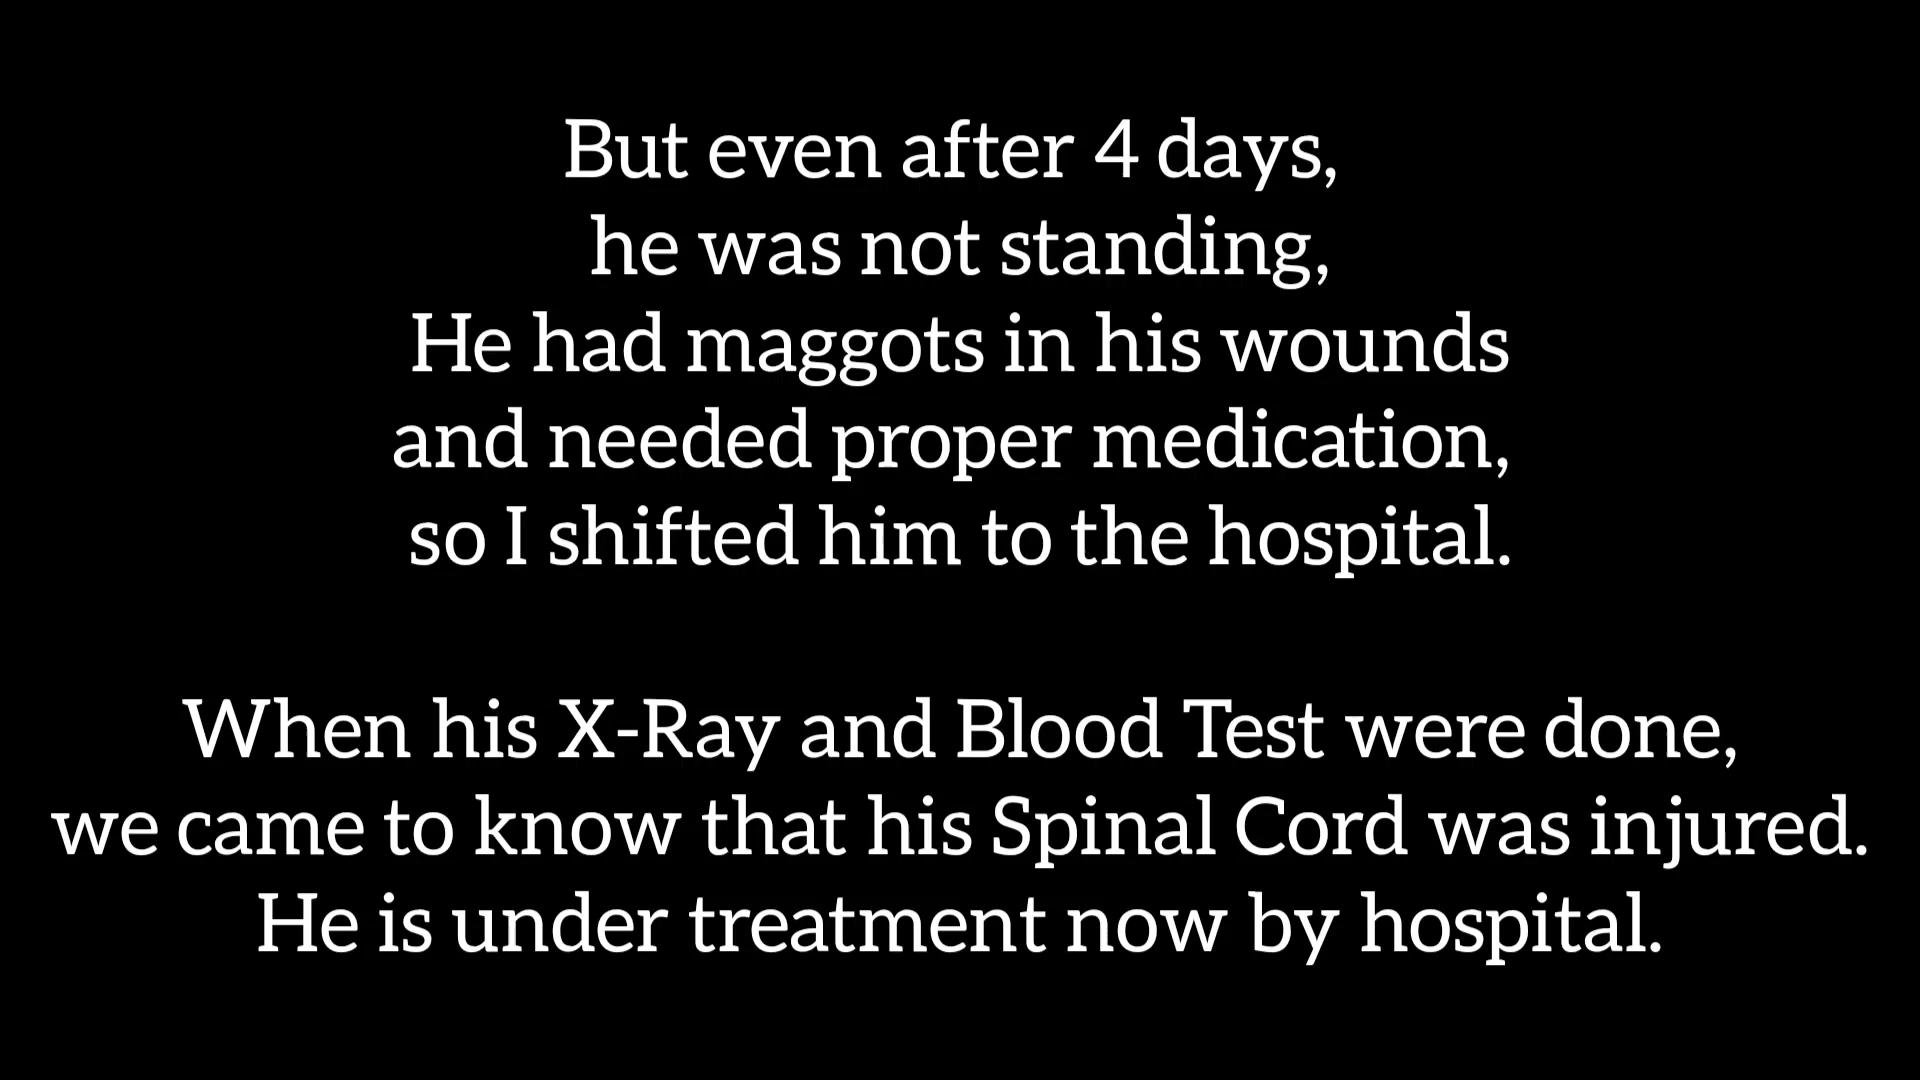 But even after 4 days,
he was not standing,
He had maggots in his wounds
and needed proper medication,
so I shifted him to the hospital.
When his X-Ray and Blood Test were done,
we came to know that his Spinal Cord was injured.
He is under treatment now by hospital.